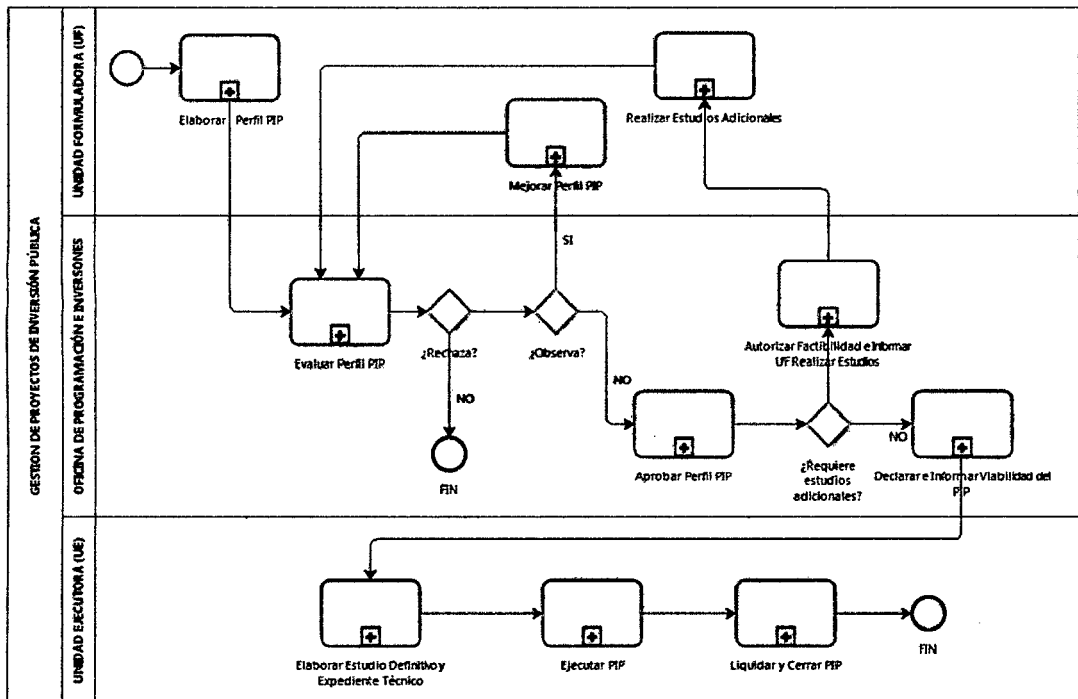 GESTION DE PROYECTOS DE INVERSIÓN PÚBLICA
UNIDAD FORMULADORA (UF)
Elaborar Perfil PIP
Realizar Estudios Adicionales
Mejorar Perfil PIP
OFICINA DE PROGRAMACIÓN E INVERSIONES
SI
Evaluar Perfil PIP
¿Rechaza?
¿Observa?
Autorizar Factibilidad e Informar
UF Realizar Estudios
NO
NO
NO
FIN
Aprobar Perfil PIP
¿Requiere
estudios
adicionales?
Declarar e Informar Viabilidad del
PIP
UNIDAD EJECUTORA (UE)
Elaborar Estudio Definitivo y
Expediente Técnico
Ejecutar PIP
Liquidar y Cerrar PIP
FIN